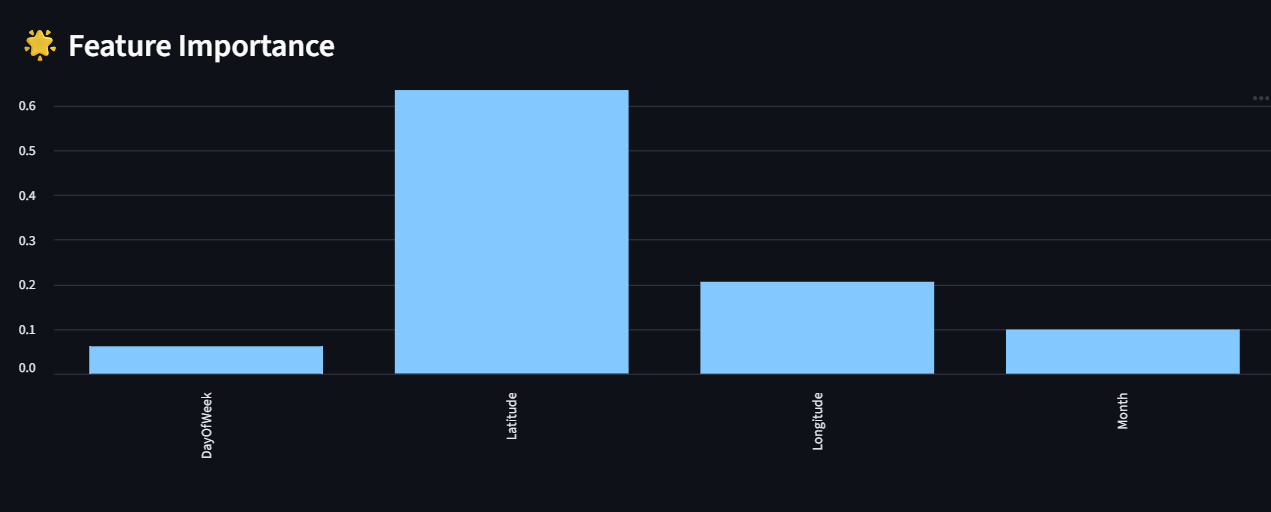 🌟 Feature Importance
0.6
0.5
0.4
0.3
0.2
0.1
0.0
DayOfWeek
Latitude
Longitude
Month